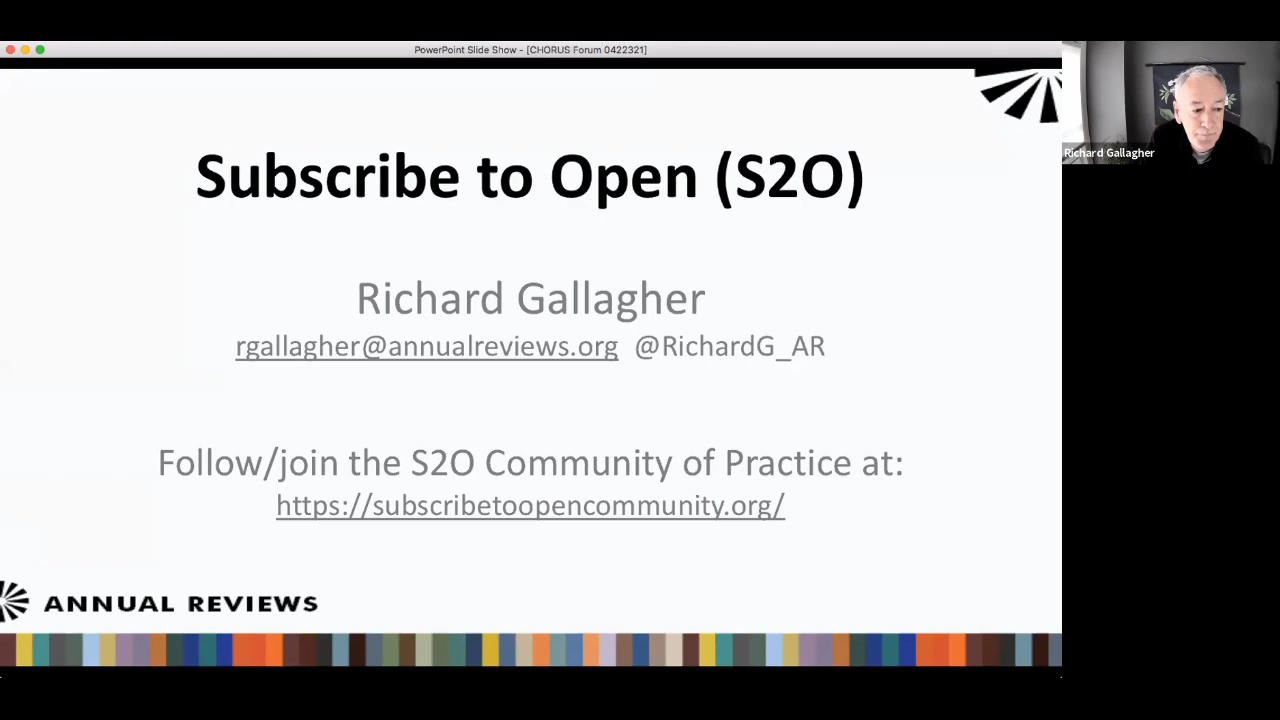 PowerPoint Slide Show - [CHORUS Forum 0422321]
Subscribe to Open (S2O)
Richard Gallagher
rgallagher@annualreviews.org @RichardG_AR
Follow/join the S2O Community of Practice at:
https://subscribetoopencommunity.org/
ANNUAL REVIEWS
Richard Gallagher